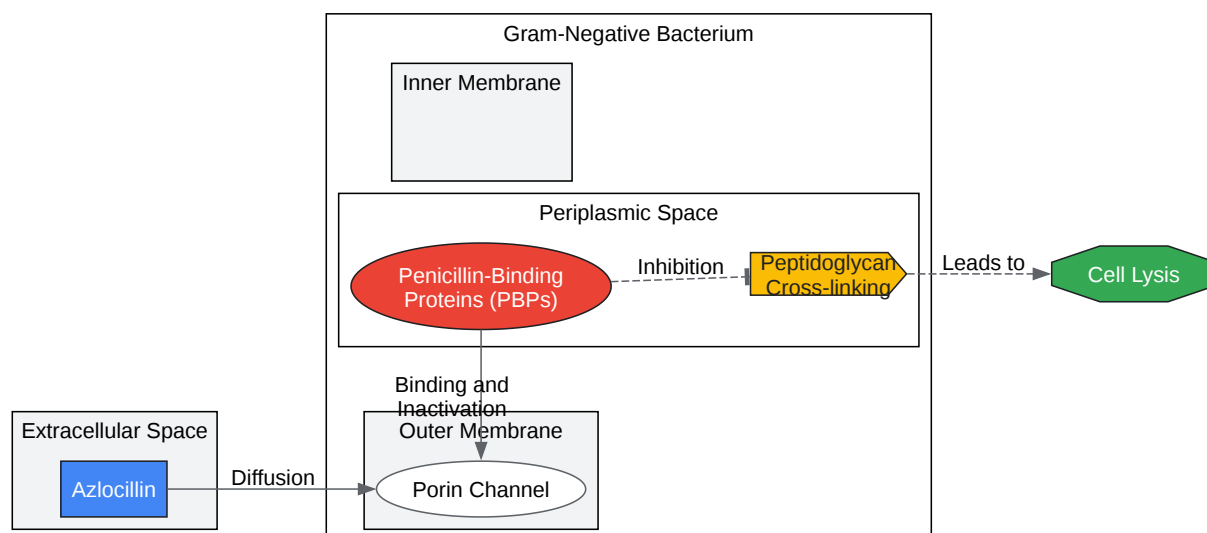 Gram-Negative Bacterium
Inner Membrane
Periplasmic Space
Penicillin-Binding
Proteins (PBPs)
Inhibition
Peptidoglycan
Cross-linking
Leads to
Cell Lysis
Binding and
Inactivation
Extracellular Space
Outer Membrane
Azlocillin
Diffusion
Porin Channel